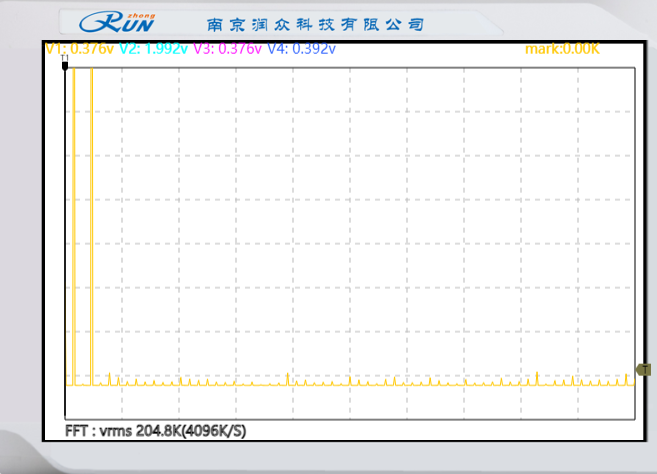 RUN zhong 南京润众科技有限公司
V1: 0.376v V2: 1.992v V3: 0.376v V4: 0.392v mark:0.00K
T
FFT : vrms 204.8K(4096K/S)